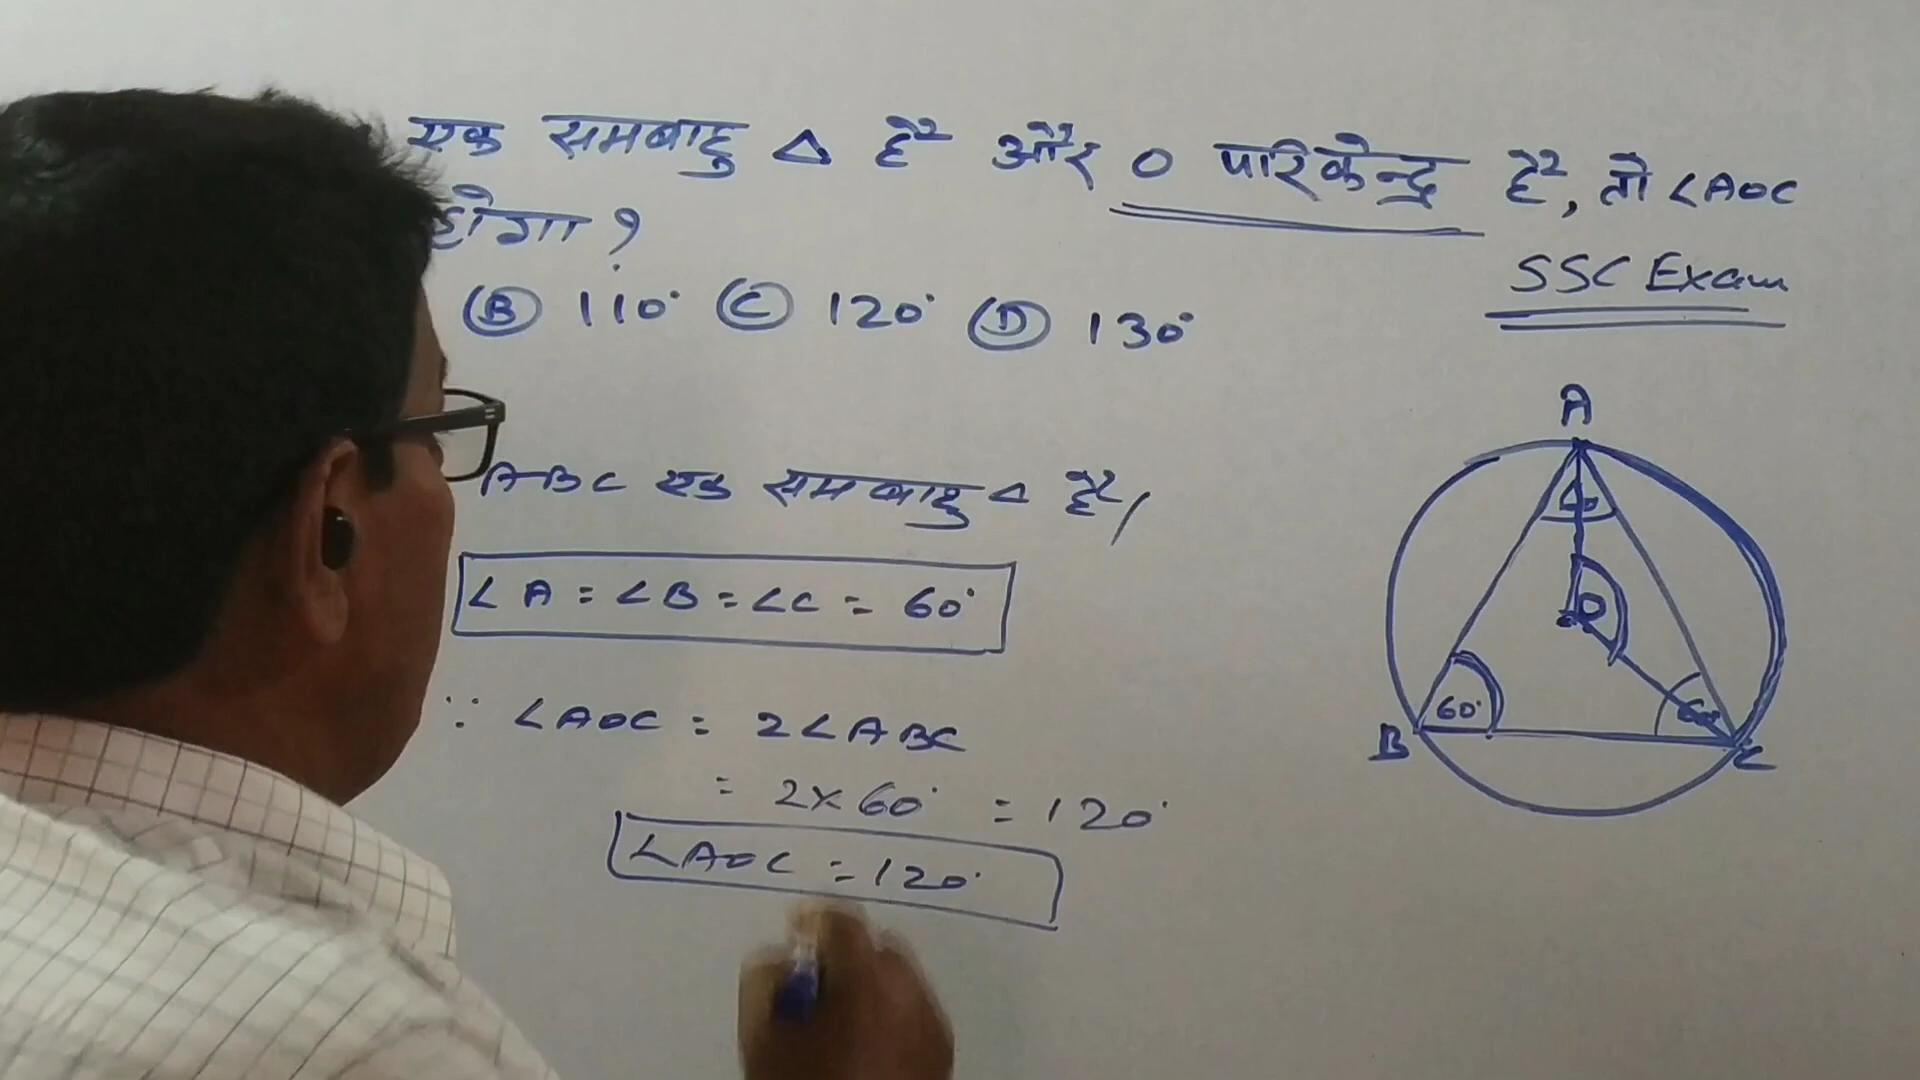 एक समबाहु △ है और O परिकेन्द्र है, तो ∠AOC
होगा ?
SSC Exam
Ⓑ 110° Ⓒ 120° Ⓓ 130°
ABC एक समबाहु △ है।
∠A = ∠B = ∠C = 60°
∵ ∠AOC = 2∠ABC
= 2×60° = 120°
∠AOC = 120°
A
60°
O
60° 60°
B C